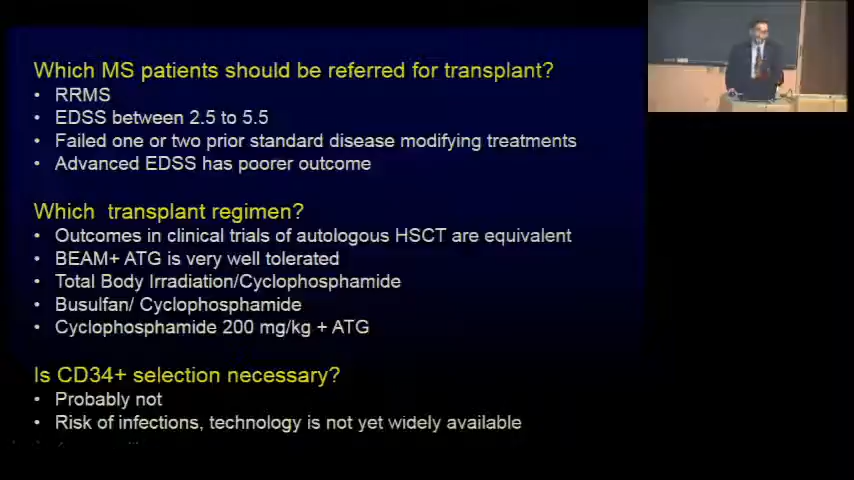 Which MS patients should be referred for transplant?
• RRMS
• EDSS between 2.5 to 5.5
• Failed one or two prior standard disease modifying treatments
• Advanced EDSS has poorer outcome
Which transplant regimen?
• Outcomes in clinical trials of autologous HSCT are equivalent
• BEAM+ ATG is very well tolerated
• Total Body Irradiation/Cyclophosphamide
• Busulfan/ Cyclophosphamide
• Cyclophosphamide 200 mg/kg + ATG
Is CD34+ selection necessary?
• Probably not
• Risk of infections, technology is not yet widely available